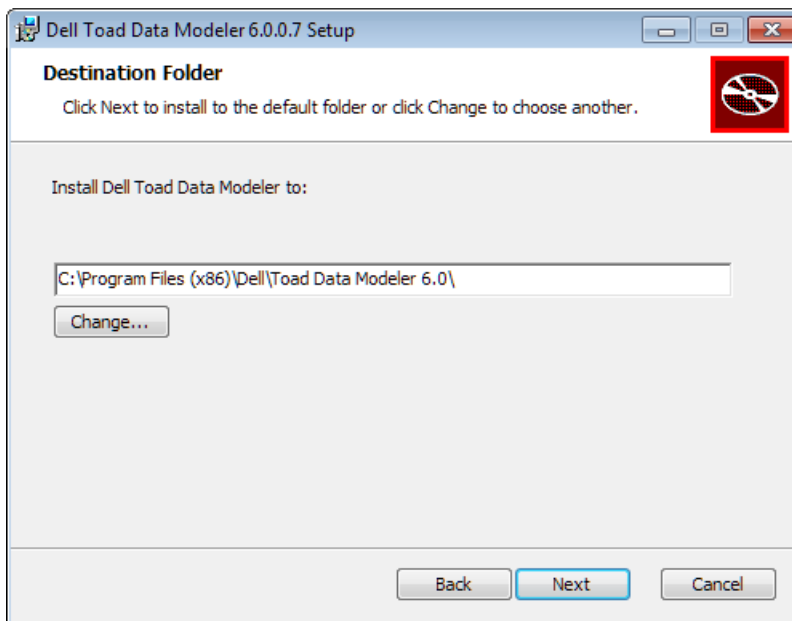 Dell Toad Data Modeler 6.0.0.7 Setup
Destination Folder
Click Next to install to the default folder or click Change to choose another.
Install Dell Toad Data Modeler to:
C:\Program Files (x86)\Dell\Toad Data Modeler 6.0\
Change...
Back Next Cancel